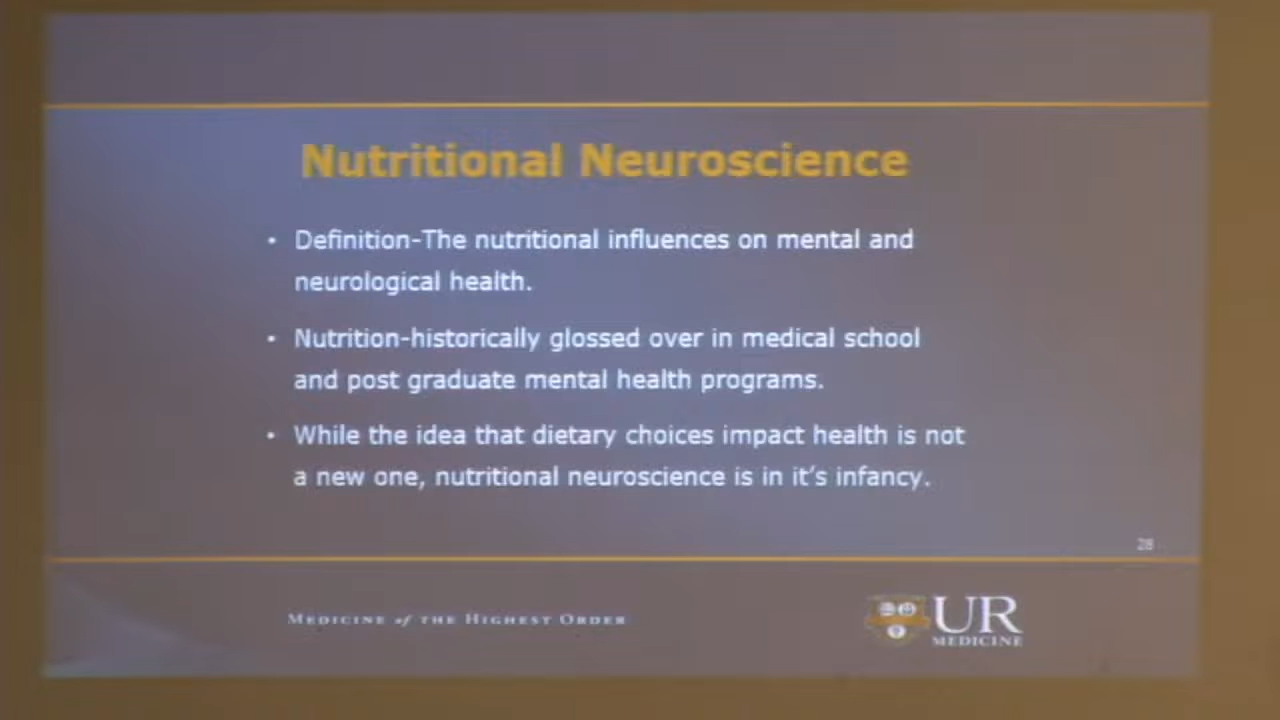 Nutritional Neuroscience
• Definition-The nutritional influences on mental and
neurological health.
• Nutrition-historically glossed over in medical school
and post graduate mental health programs.
• While the idea that dietary choices impact health is not
a new one, nutritional neuroscience is in it’s infancy.
28
MEDICINE of THE HIGHEST ORDER
UR
MEDICINE